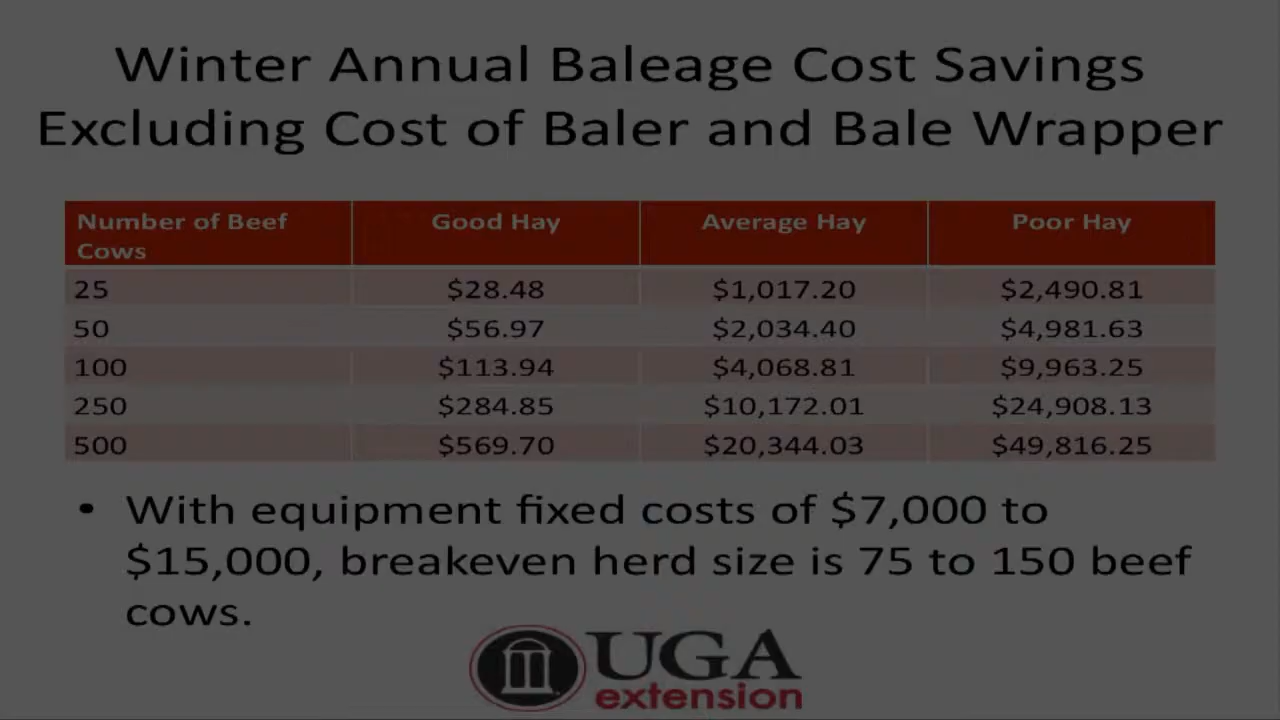 Winter Annual Baleage Cost Savings
Excluding Cost of Baler and Bale Wrapper
Number of Beef Cows Good Hay Average Hay Poor Hay
25 $28.48 $1,017.20 $2,490.81
50 $56.97 $2,034.40 $4,981.63
100 $113.94 $4,068.81 $9,963.25
250 $284.85 $10,172.01 $24,908.13
500 $569.70 $20,344.03 $49,816.25
• With equipment fixed costs of $7,000 to
$15,000, breakeven herd size is 75 to 150 beef
cows.
UGA
extension